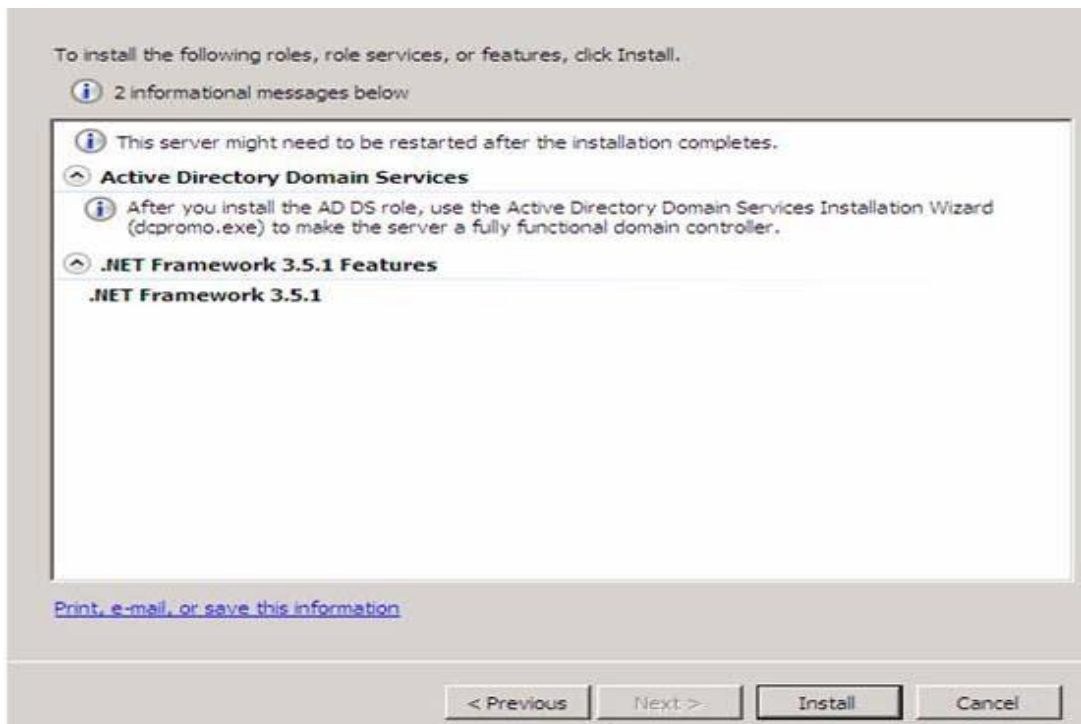 To install the following roles, role services, or features, click Install.
2 informational messages below
This server might need to be restarted after the installation completes.
Active Directory Domain Services
After you install the AD DS role, use the Active Directory Domain Services Installation Wizard
(dcpromo.exe) to make the server a fully functional domain controller.
.NET Framework 3.5.1 Features
.NET Framework 3.5.1
Print, e-mail, or save this information
< Previous Next > Install Cancel